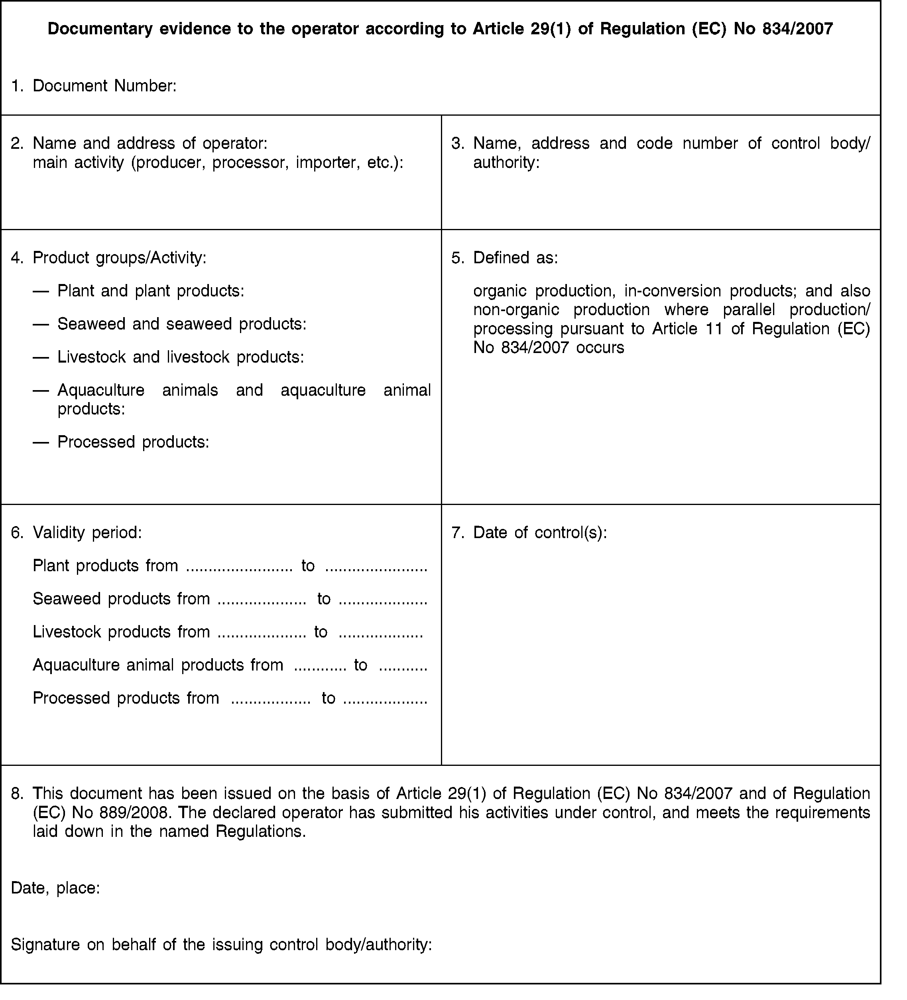 Documentary evidence to the operator according to Article 29(1) of Regulation (EC) No 834/2007
1. Document Number:
2. Name and address of operator:
main activity (producer, processor, importer, etc.):
3. Name, address and code number of control body/
authority:
4. Product groups/Activity:
— Plant and plant products:
— Seaweed and seaweed products:
— Livestock and livestock products:
— Aquaculture animals and aquaculture animal
products:
— Processed products:
5. Defined as:
organic production, in-conversion products; and also
non-organic production where parallel production/
processing pursuant to Article 11 of Regulation (EC)
No 834/2007 occurs
6. Validity period:
Plant products from ........................ to .......................
Seaweed products from .................... to ....................
Livestock products from .................... to ...................
Aquaculture animal products from ............ to ...........
Processed products from .................. to ...................
7. Date of control(s):
8. This document has been issued on the basis of Article 29(1) of Regulation (EC) No 834/2007 and of Regulation
(EC) No 889/2008. The declared operator has submitted his activities under control, and meets the requirements
laid down in the named Regulations.
Date, place:
Signature on behalf of the issuing control body/authority: